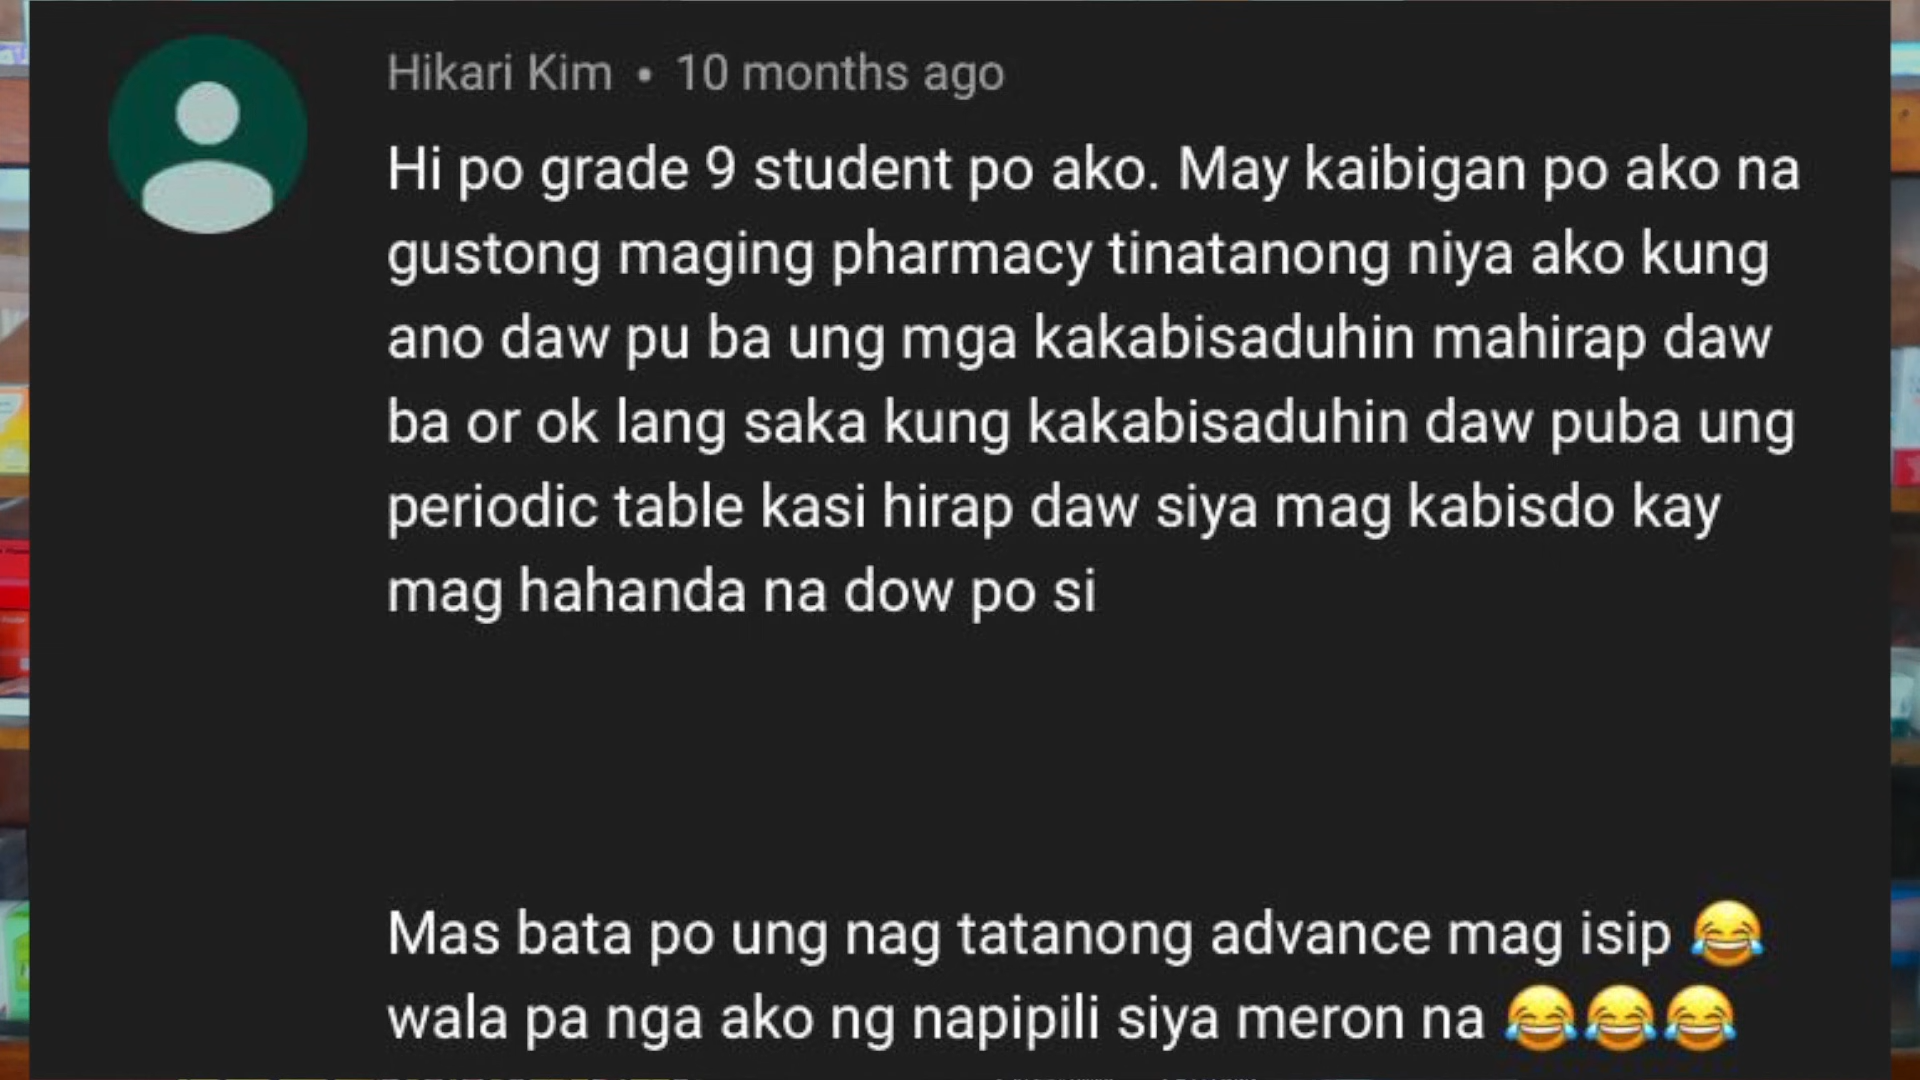 Hikari Kim • 10 months ago
Hi po grade 9 student po ako. May kaibigan po ako na
gustong maging pharmacy tinatanong niya ako kung
ano daw pu ba ung mga kakabisaduhin mahirap daw
ba or ok lang saka kung kakabisaduhin daw puba ung
periodic table kasi hirap daw siya mag kabisdo kay
mag hahanda na dow po si
Mas bata po ung nag tatanong advance mag isip 😂
wala pa nga ako ng napipili siya meron na 😂😂😂